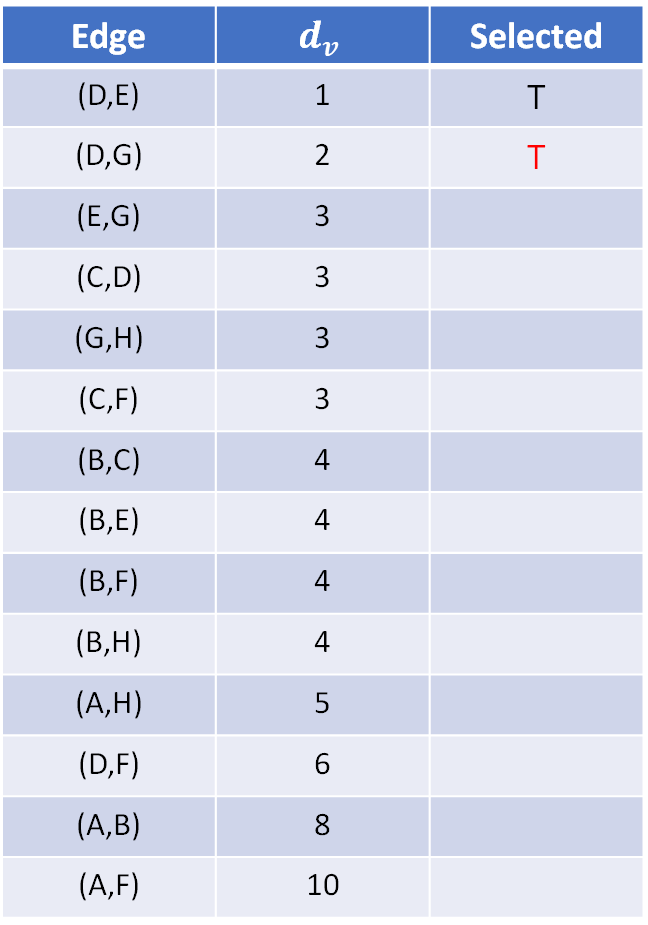 Edge d_v Selected
(D,E) 1 T
(D,G) 2 T
(E,G) 3
(C,D) 3
(G,H) 3
(C,F) 3
(B,C) 4
(B,E) 4
(B,F) 4
(B,H) 4
(A,H) 5
(D,F) 6
(A,B) 8
(A,F) 10